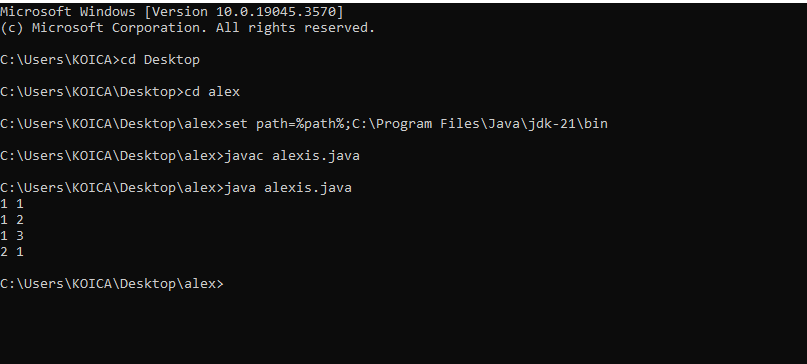 Microsoft Windows [Version 10.0.19045.3570]
(c) Microsoft Corporation. All rights reserved.
C:\Users\KOICA>cd Desktop
C:\Users\KOICA\Desktop>cd alex
C:\Users\KOICA\Desktop\alex>set path=%path%;C:\Program Files\Java\jdk-21\bin
C:\Users\KOICA\Desktop\alex>javac alexis.java
C:\Users\KOICA\Desktop\alex>java alexis.java
1 1
1 2
1 3
2 1
C:\Users\KOICA\Desktop\alex>